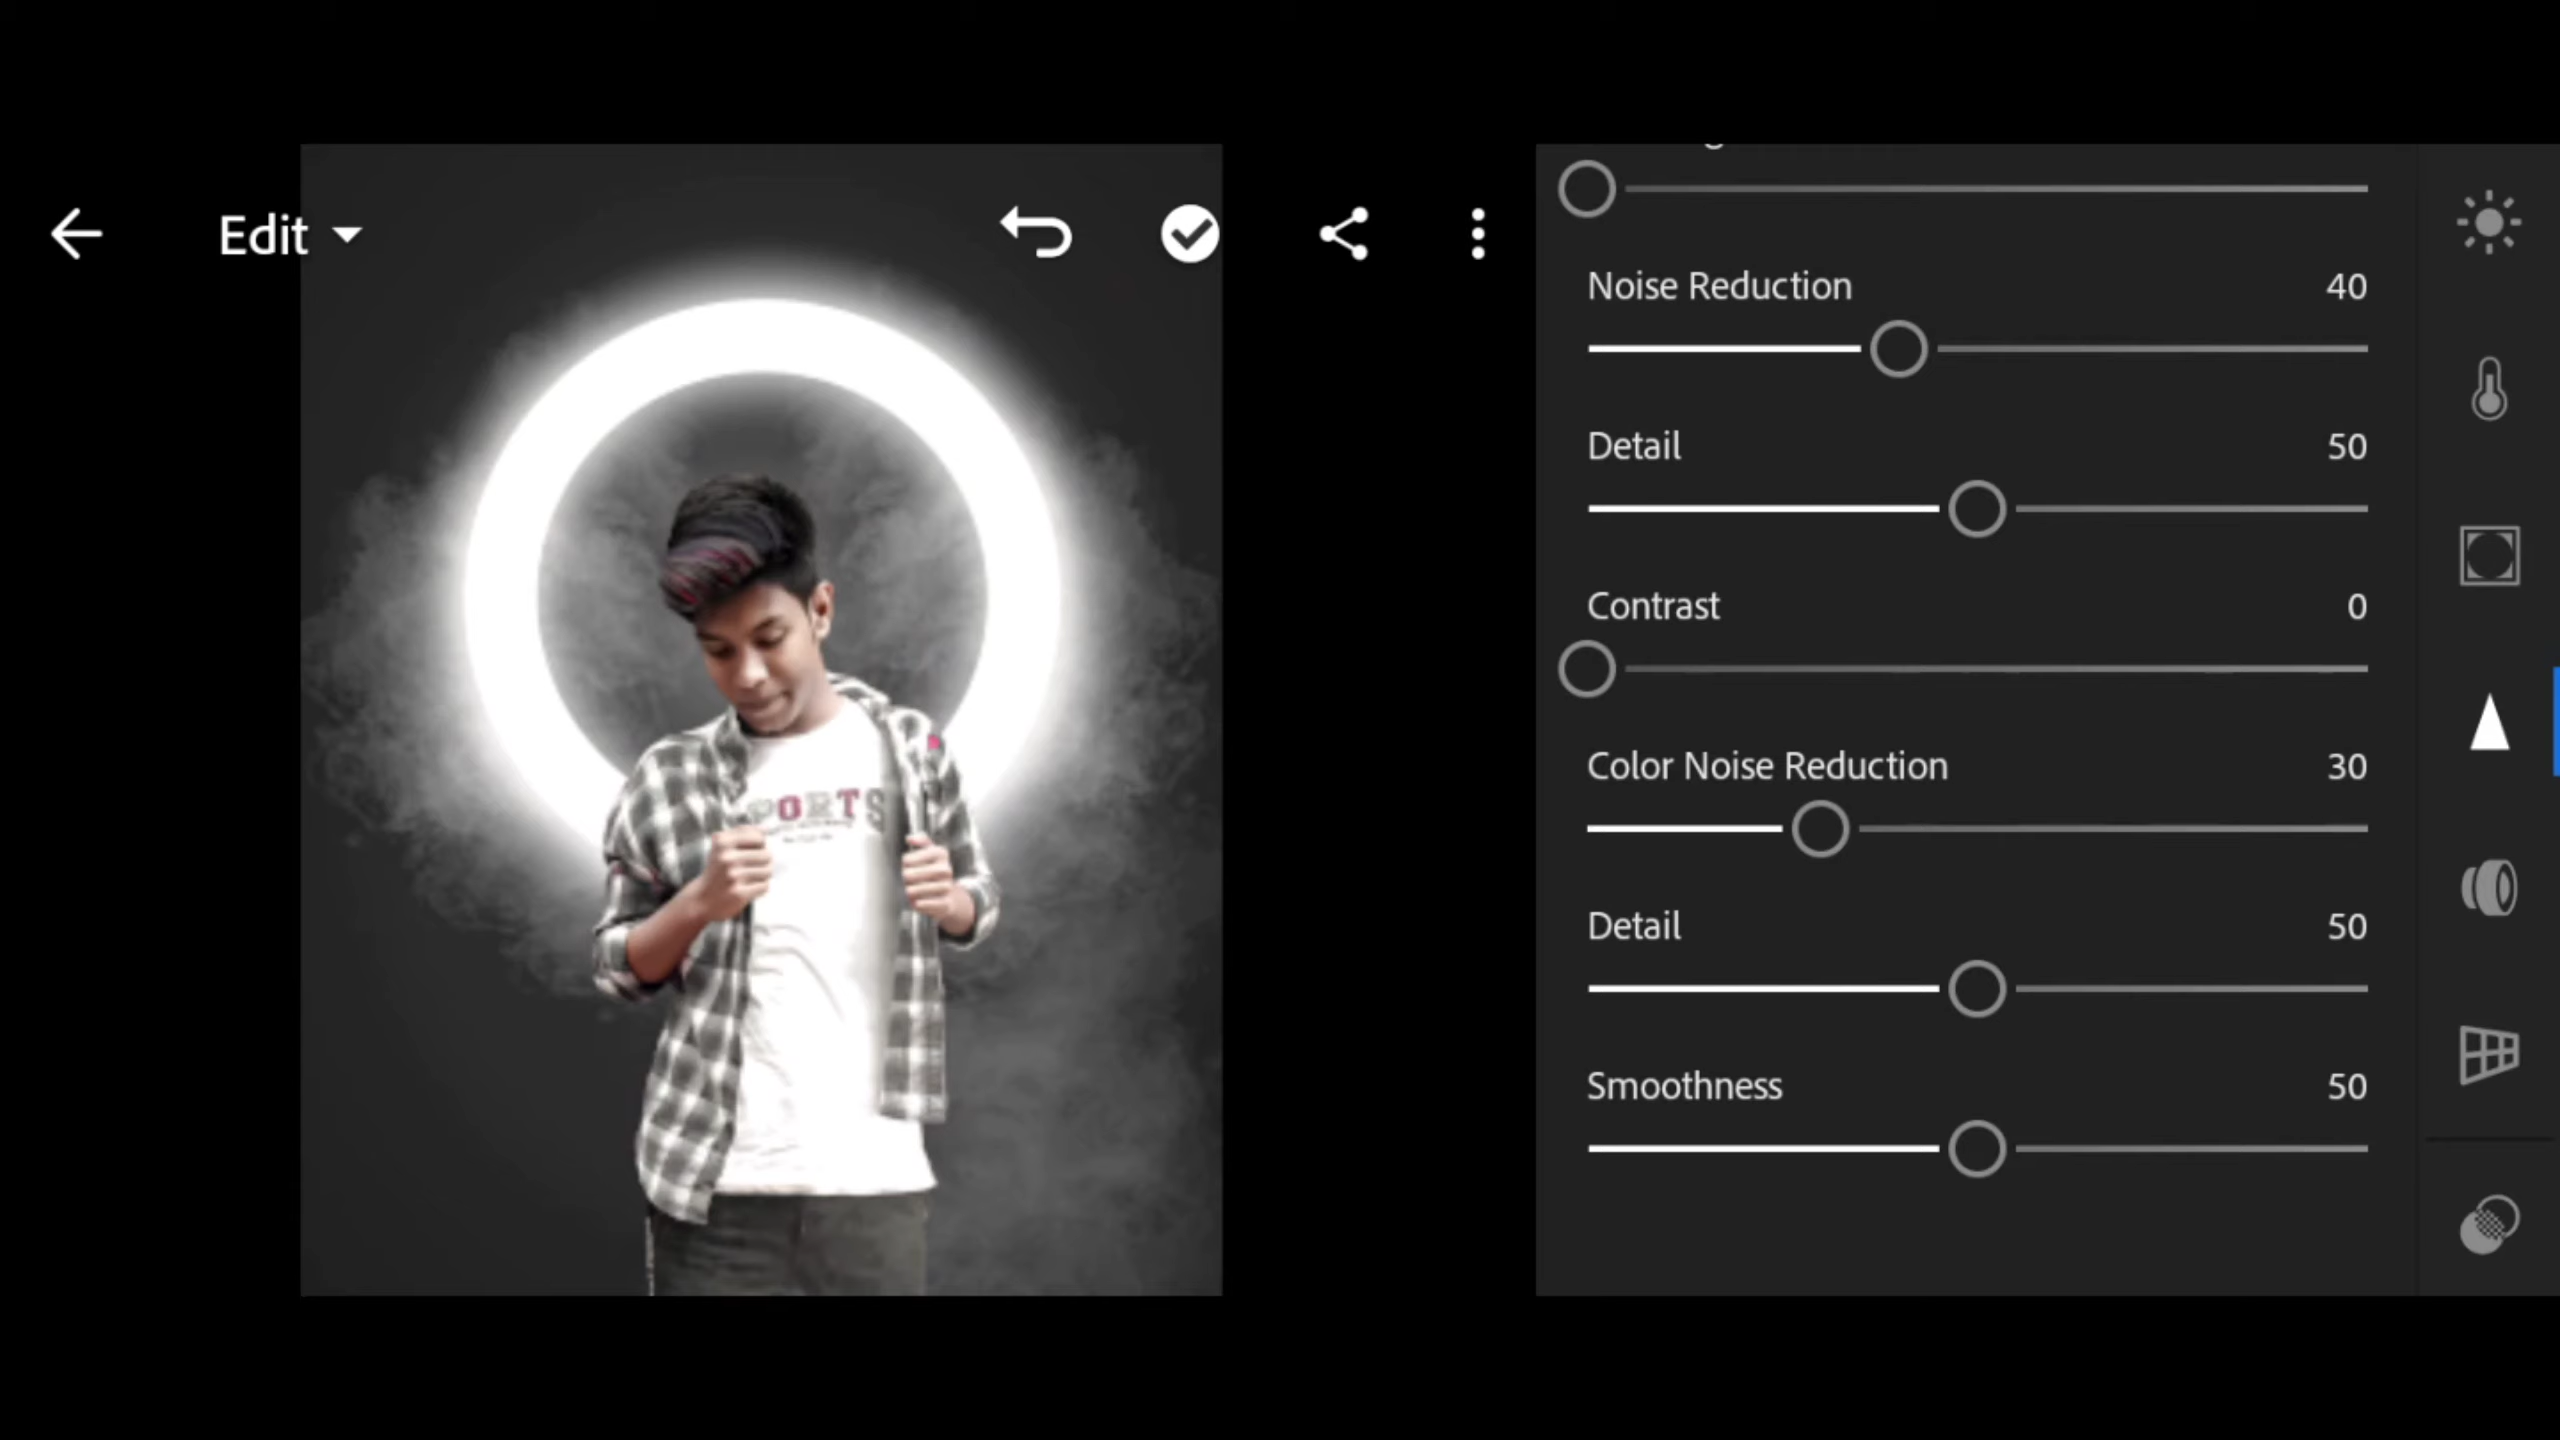 Edit
PORTS
Noise Reduction 40
Detail 50
Contrast 0
Color Noise Reduction 30
Detail 50
Smoothness 50